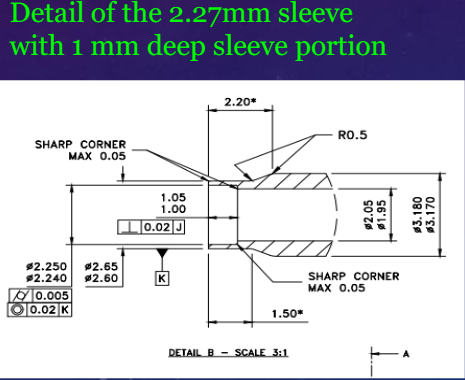 Detail of the 2.27mm sleeve
with 1 mm deep sleeve portion
2.20*
R0.5
SHARP CORNER
MAX 0.05
1.05
1.00
⊥ 0.02 J
ø2.05
ø1.95
ø3.180
ø3.170
ø2.250
ø2.240
ø2.65
ø2.60
K
⌭ 0.005
◎ 0.02 K
SHARP CORNER
MAX 0.05
1.50*
DETAIL B – SCALE 3:1
A